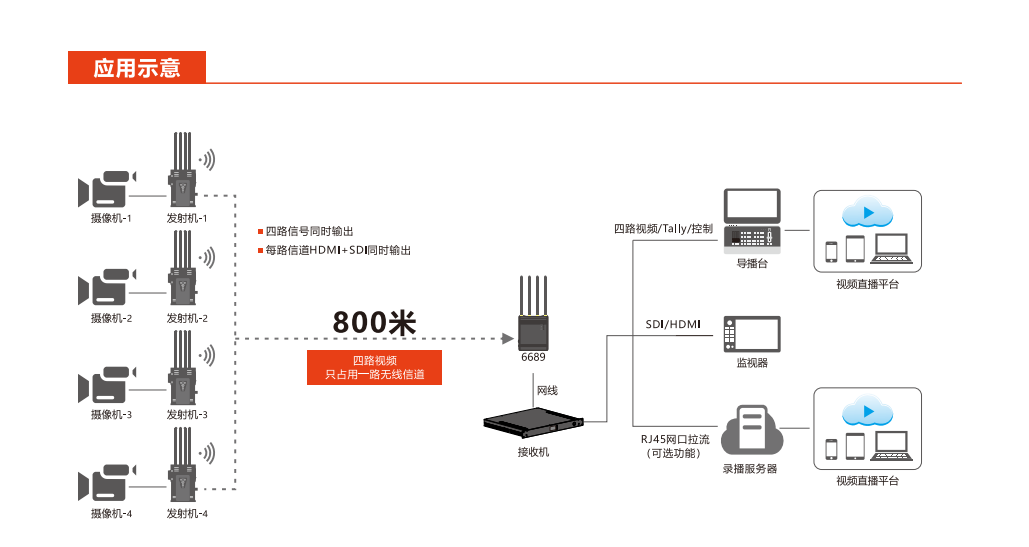 应用示意
摄像机-1
发射机-1
四路信号同时输出
每路信道HDMI+SDI同时输出
四路视频/Tally/控制
导播台
视频直播平台
摄像机-2
发射机-2
800米
四路视频
只占用一路无线信道
6689
SDI/HDMI
监视器
网线
摄像机-3
发射机-3
接收机
RJ45网口拉流
(可选功能)
录播服务器
视频直播平台
摄像机-4
发射机-4